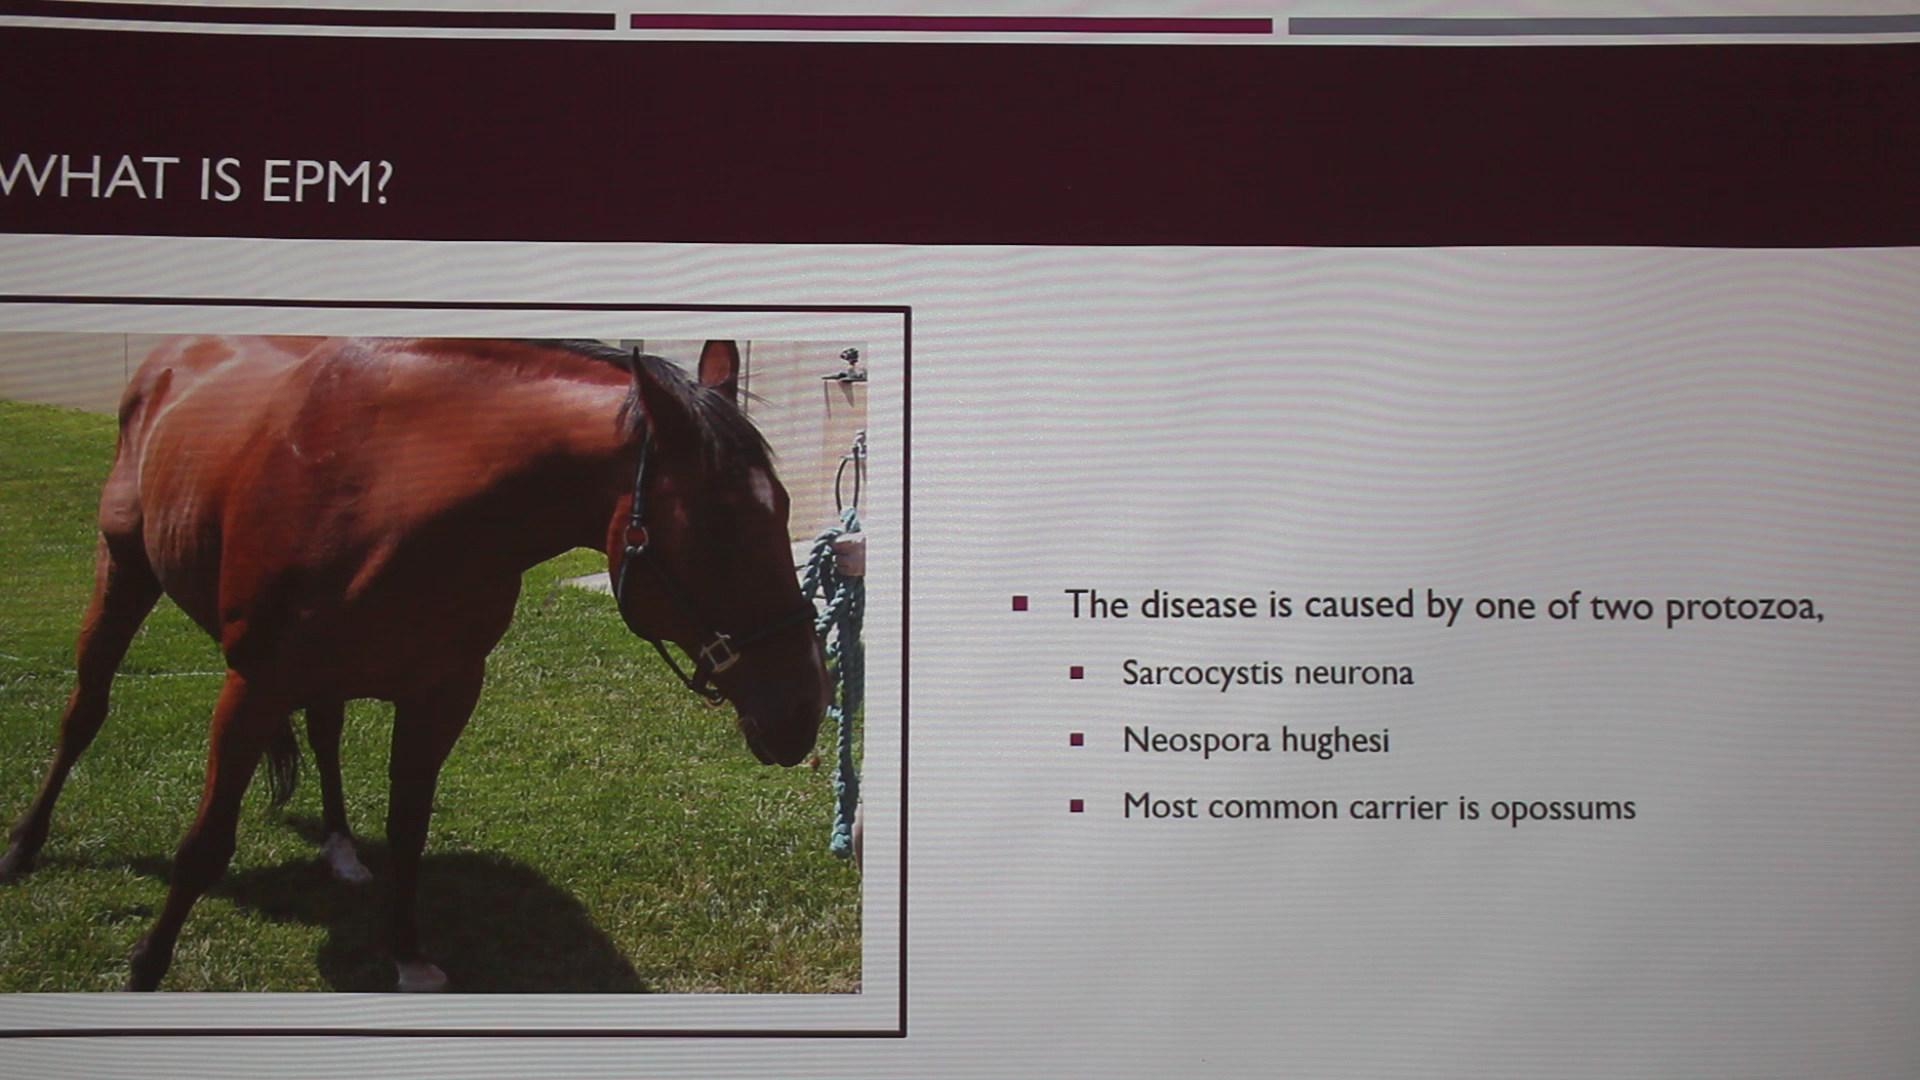 WHAT IS EPM?
The disease is caused by one of two protozoa,
Sarcocystis neurona
Neospora hughesi
Most common carrier is opossums